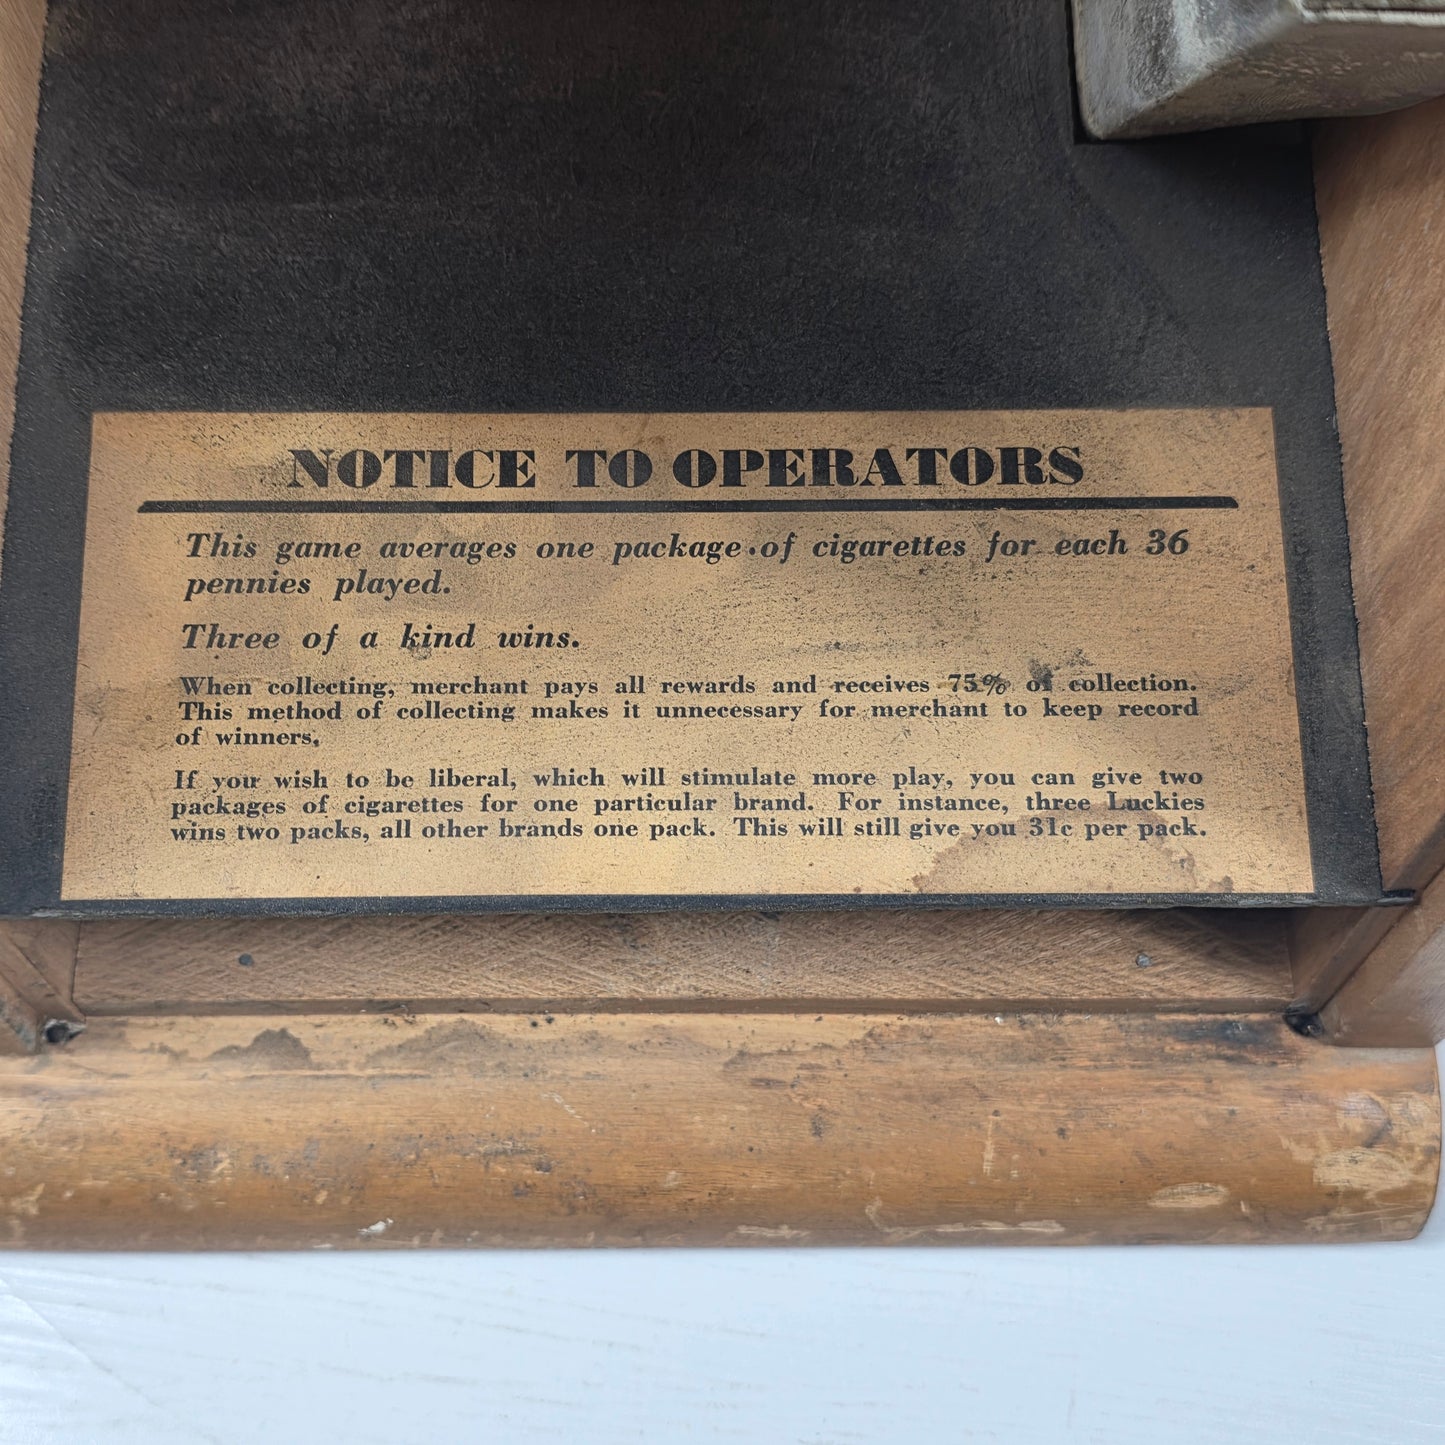 NOTICE TO OPERATORS
This game averages one package of cigarettes for each 36
pennies played.
Three of a kind wins.
When collecting, merchant pays all rewards and receives 75% of collection.
This method of collecting makes it unnecessary for merchant to keep record
of winners.
If your wish to be liberal, which will stimulate more play, you can give two
packages of cigarettes for one particular brand. For instance, three Luckies
wins two packs, all other brands one pack. This will still give you 31c per pack.